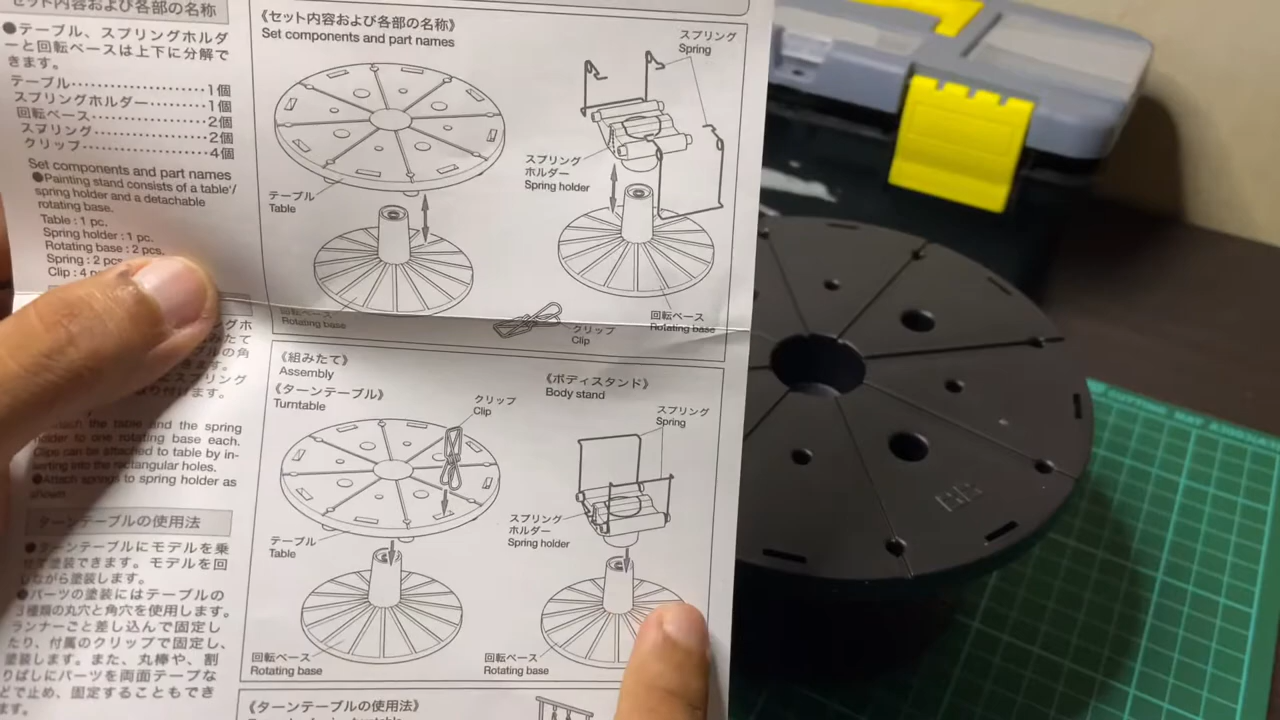 セット内容および各部の名称
●テーブル、スプリングホルダ
ーと回転ベースは上下に分解で
きます。
テーブル……………………1個
スプリングホルダー…………1個
回転ベース…………………2個
スプリング…………………2個
クリップ……………………4個
Set components and part names
●Painting stand consists of a table/
spring holder and a detachable
rotating base.
Table : 1 pc.
Spring holder : 1 pc.
Rotating base : 2 pcs.
Spring : 2 pcs
Clip : 4
《セット内容および各部の名称》
Set components and part names
スプリング
Spring
スプリング
ホルダー
Spring holder
テーブル
Table
回転ベース
Rotating base
クリップ
Clip
回転ベース
Rotating base
the table and the spring
holder to one rotating base each.
Clips can be attached to table by in-
serting into the rectangular holes.
●Attach springs to spring holder as
shown.
《組みたて》
Assembly
《ターンテーブル》
Turntable
クリップ
Clip
テーブル
Table
回転ベース
Rotating base
《ボディスタンド》
Body stand
スプリング
Spring
スプリング
ホルダー
Spring holder
回転ベース
Rotating base
ターンテーブルの使用法
●ターンテーブルにモデルを乗
せて塗装できます。モデルを回
しながら塗装します。
●パーツの塗装にはテーブルの
3種類の丸穴と角穴を使用します。
ランナーごと差し込んで固定し
たり、付属のクリップで固定し、
塗装します。また、丸棒や、割
りばしにパーツを両面テープな
どで止め、固定することもでき
ます。
《ターンテーブルの使用法》
CUTTING MAT